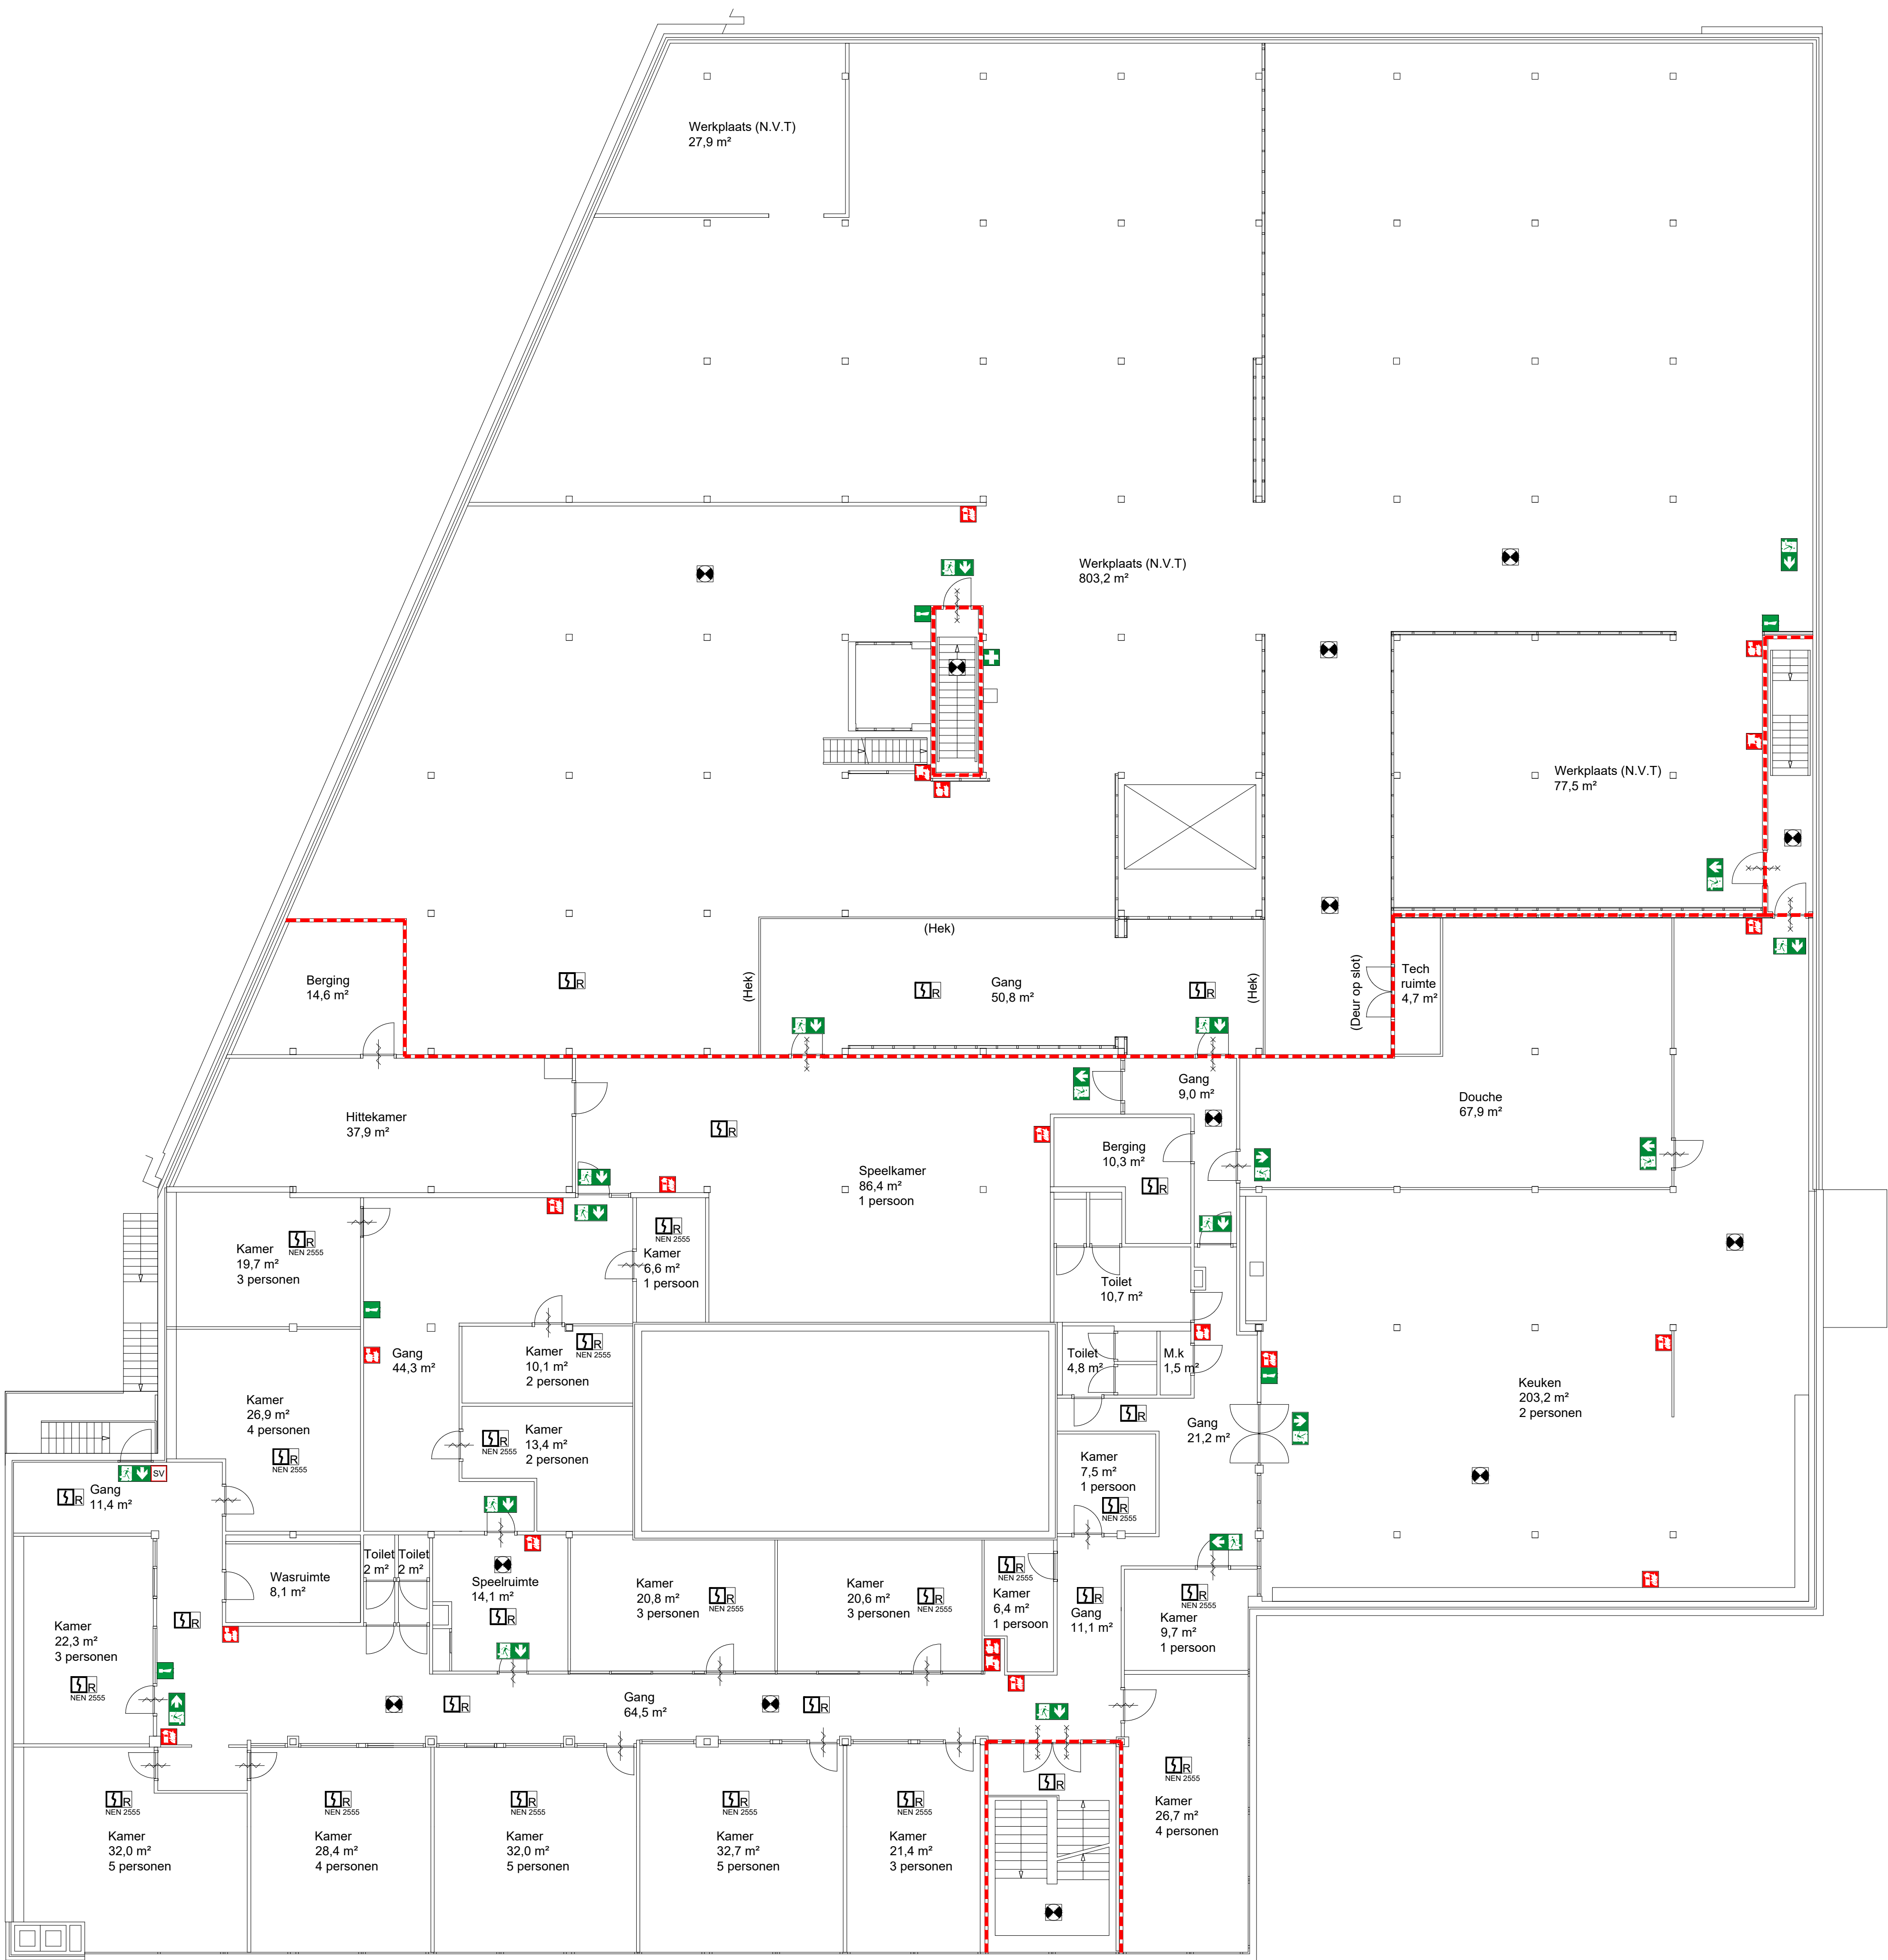 Werkplaats (N.V.T)
27,9 m²
Werkplaats (N.V.T)
803,2 m²
Werkplaats (N.V.T)
77,5 m²
(Hek)
(Hek)
(Hek)
(Deur op slot)
Berging
14,6 m²
R
R
Gang
50,8 m²
R
Tech
ruimte
4,7 m²
Hittekamer
37,9 m²
R
Gang
9,0 m²
Douche
67,9 m²
Berging
10,3 m²
R
Speelkamer
86,4 m²
1 persoon
R
NEN 2555
Kamer
19,7 m²
3 personen
R
NEN 2555
Kamer
6,6 m²
1 persoon
Toilet
10,7 m²
Gang
44,3 m²
R
NEN 2555
Kamer
10,1 m²
2 personen
Toilet
4,8 m²
M.k
1,5 m²
Keuken
203,2 m²
2 personen
Kamer
26,9 m²
4 personen
R
NEN 2555
R
NEN 2555
Kamer
13,4 m²
2 personen
R
Gang
21,2 m²
Kamer
7,5 m²
1 persoon
R
NEN 2555
SV
R
Gang
11,4 m²
Toilet
2 m²
Toilet
2 m²
Wasruimte
8,1 m²
Speelruimte
14,1 m²
R
Kamer
20,8 m²
3 personen
R
NEN 2555
Kamer
20,6 m²
3 personen
R
NEN 2555
R
NEN 2555
Kamer
6,4 m²
1 persoon
R
Gang
11,1 m²
R
NEN 2555
Kamer
9,7 m²
1 persoon
R
Kamer
22,3 m²
3 personen
R
NEN 2555
R
Gang
64,5 m²
R
R
NEN 2555
Kamer
32,0 m²
5 personen
R
NEN 2555
Kamer
28,4 m²
4 personen
R
NEN 2555
Kamer
32,0 m²
5 personen
R
NEN 2555
Kamer
32,7 m²
5 personen
R
NEN 2555
Kamer
21,4 m²
3 personen
R
R
NEN 2555
Kamer
26,7 m²
4 personen